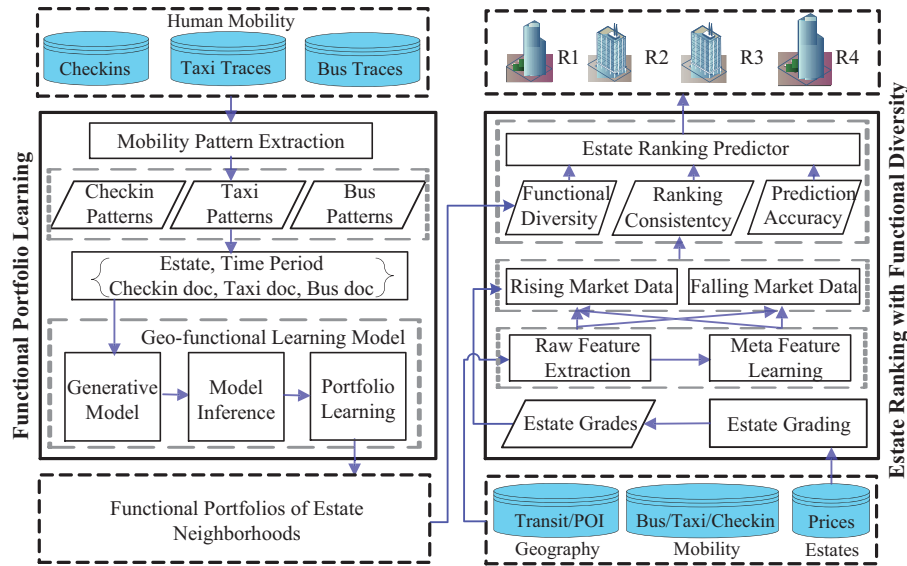 Human Mobility
Checkins
Taxi Traces
Bus Traces
Functional Portfolio Learning
Mobility Pattern Extraction
Checkin
Patterns
Taxi
Patterns
Bus
Patterns
Estate, Time Period
Checkin doc, Taxi doc, Bus doc
Geo-functional Learning Model
Generative
Model
Model
Inference
Portfolio
Learning
Functional Portfolios of Estate
Neighborhoods
R1
R2
R3
R4
Estate Ranking with Functional Diversity
Estate Ranking Predictor
Functional
Diversity
Ranking
Consistentcy
Prediction
Accuracy
Rising Market Data
Falling Market Data
Raw Feature
Extraction
Meta Feature
Learning
Estate Grades
Estate Grading
Transit/POI
Bus/Taxi/Checkin
Prices
Geography
Mobility
Estates